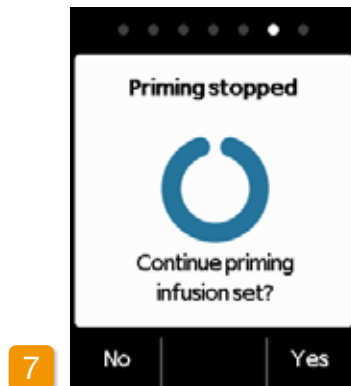 Priming stopped
Continue priming
infusion set?
7
No Yes